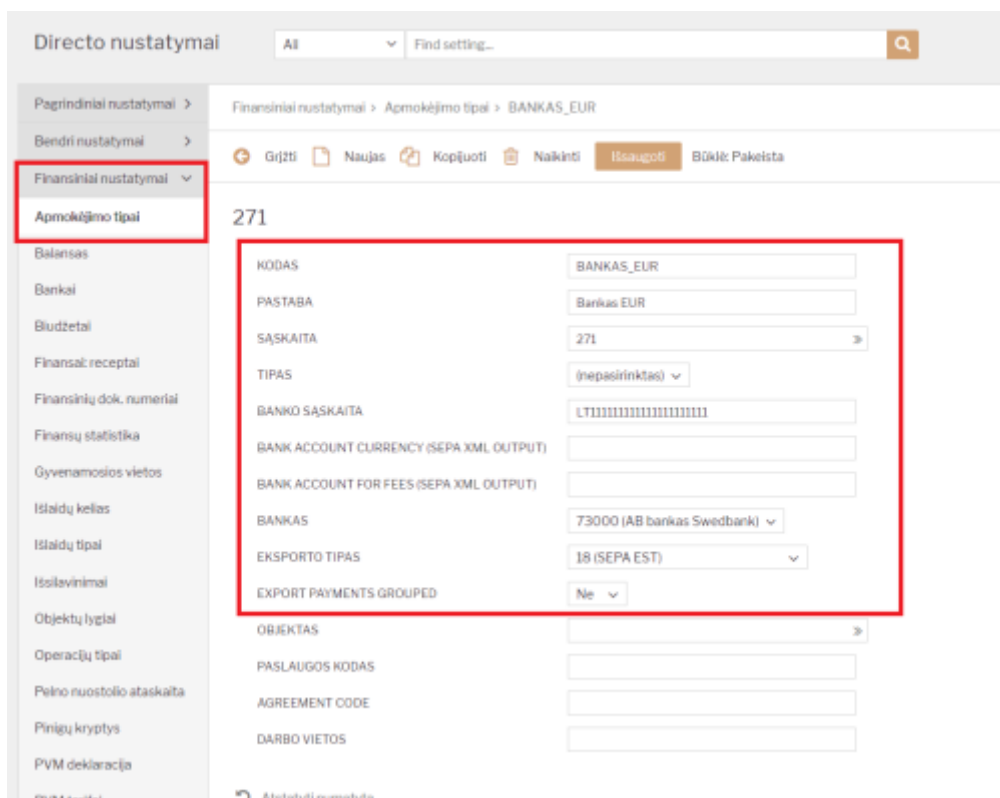 Directo nustatymai
All
Find setting...
Pagrindiniai nustatymai >
Bendri nustatymai >
Finansiniai nustatymai
Apmokėjimo tipai
Balansas
Bankai
Biudžetai
Finansai: receptai
Finansinių dok. numeriai
Finansų statistika
Gyvenamosios vietos
Išlaidų kelias
Išlaidų tipai
Išsilavinimai
Objektų lygiai
Operacijų tipai
Pelno nuostolio ataskaita
Pinigų kryptys
PVM deklaracija
Finansiniai nustatymai > Apmokėjimo tipai > BANKAS_EUR
Grįžti Naujas Kopijuoti Naikinti Išsaugoti Būklė: Pakeista
271
KODAS BANKAS_EUR
PASTABA Bankas EUR
SĄSKAITA 271
TIPAS (nepasirinktas)
BANKO SĄSKAITA
BANK ACCOUNT CURRENCY (SEPA XML OUTPUT)
BANK ACCOUNT FOR FEES (SEPA XML OUTPUT)
BANKAS 73000 (AB bankas Swedbank)
EKSPORTO TIPAS 18 (SEPA EST)
EXPORT PAYMENTS GROUPED Ne
OBJEKTAS
PASLAUGOS KODAS
AGREEMENT CODE
DARBO VIETOS